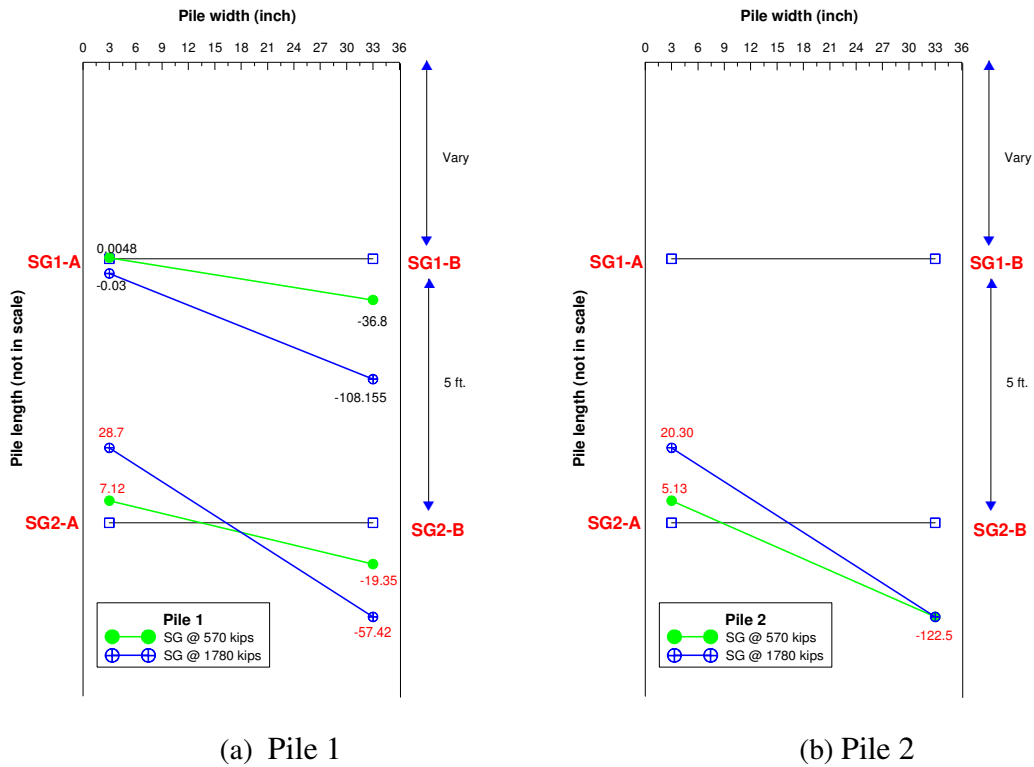 Pile width (inch)
0 3 6 9 12 15 18 21 24 27 30 33 36
Vary
0.0048
SG1-A
SG1-B
-0.03
-36.8
5 ft.
-108.155
Pile length (not in scale)
28.7
7.12
SG2-A
SG2-B
-19.35
-57.42
Pile 1
SG @ 570 kips
SG @ 1780 kips
(a) Pile 1
Pile width (inch)
0 3 6 9 12 15 18 21 24 27 30 33 36
Vary
SG1-A
SG1-B
5 ft.
Pile length (not in scale)
20.30
5.13
SG2-A
SG2-B
-122.5
Pile 2
SG @ 570 kips
SG @ 1780 kips
(b) Pile 2